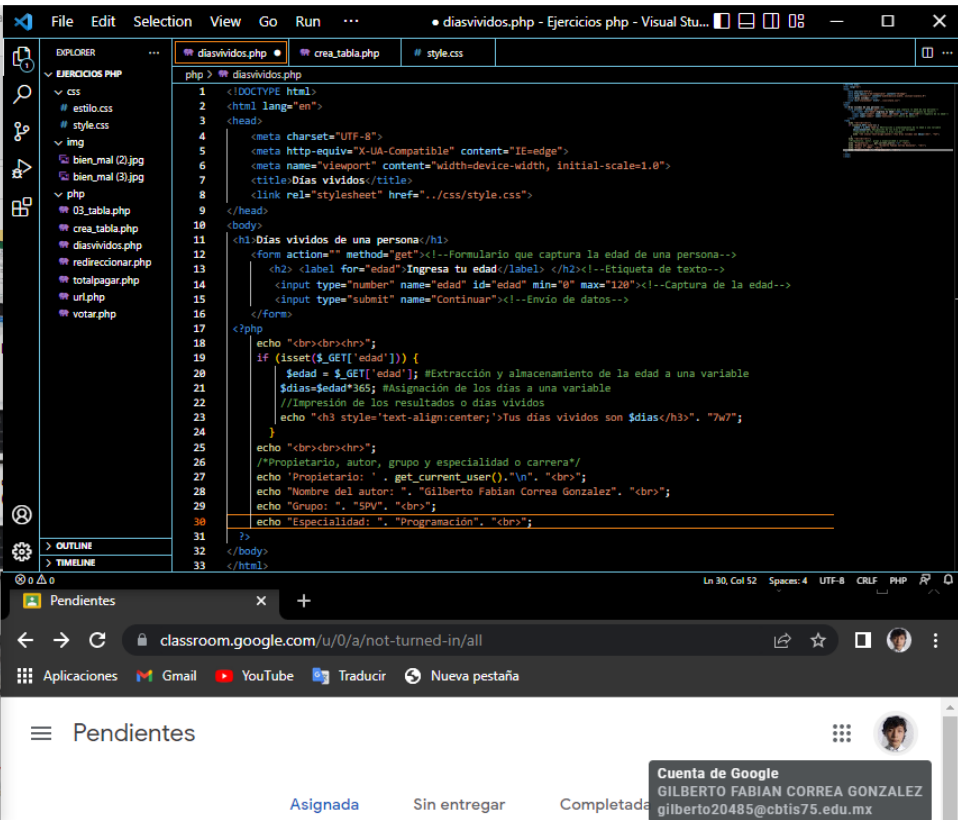 File Edit Selection View Go Run ··· ● diasvividos.php - Ejercicios php - Visual Stu...
EXPLORER ··· diasvividos.php ● crea_tabla.php # style.css ···
EJERCICIOS PHP
css
# estilo.css
# style.css
img
bien_mal (2).jpg
bien_mal (3).jpg
php
03_tabla.php
crea_tabla.php
diasvividos.php
redireccionar.php
totalpagar.php
url.php
votar.php
OUTLINE
TIMELINE
1
php > diasvividos.php
1 <!DOCTYPE html>
2 <html lang="en">
3 <head>
4 <meta charset="UTF-8">
5 <meta http-equiv="X-UA-Compatible" content="IE=edge">
6 <meta name="viewport" content="width=device-width, initial-scale=1.0">
7 <title>Días vividos</title>
8 <link rel="stylesheet" href="../css/style.css">
9 </head>
10 <body>
11 <h1>Días vividos de una persona</h1>
12 <form action="" method="get"><!--Formulario que captura la edad de una persona-->
13 <h2> <label for="edad">Ingresa tu edad</label> </h2><!--Etiqueta de texto-->
14 <input type="number" name="edad" id="edad" min="0" max="120"><!--Captura de la edad-->
15 <input type="submit" name="Continuar"><!--Envío de datos-->
16 </form>
17 <?php
18 echo "<br><br><hr>";
19 if (isset($_GET['edad'])) {
20 $edad = $_GET['edad']; #Extracción y almacenamiento de la edad a una variable
21 $dias=$edad*365; #Asignación de los días a una variable
22 //Impresión de los resultados o días vividos
23 echo "<h3 style='text-align:center;'>Tus días vividos son $dias</h3>". "7w7";
24 }
25 echo "<br><br><hr>";
26 /*Propietario, autor, grupo y especialidad o carrera*/
27 echo 'Propietario: ' . get_current_user()."\n". "<br>";
28 echo "Nombre del autor: ". "Gilberto Fabian Correa Gonzalez". "<br>";
29 echo "Grupo: ". "5PV". "<br>";
30 echo "Especialidad: ". "Programación". "<br>";
31 ?>
32 </body>
33 </html>
0 0 Ln 30, Col 52 Spaces: 4 UTF-8 CRLF PHP
Pendientes
classroom.google.com/u/0/a/not-turned-in/all
Aplicaciones Gmail YouTube Traducir Nueva pestaña
Pendientes
Cuenta de Google
GILBERTO FABIAN CORREA GONZALEZ
gilberto20485@cbtis75.edu.mx
Asignada Sin entregar Completada